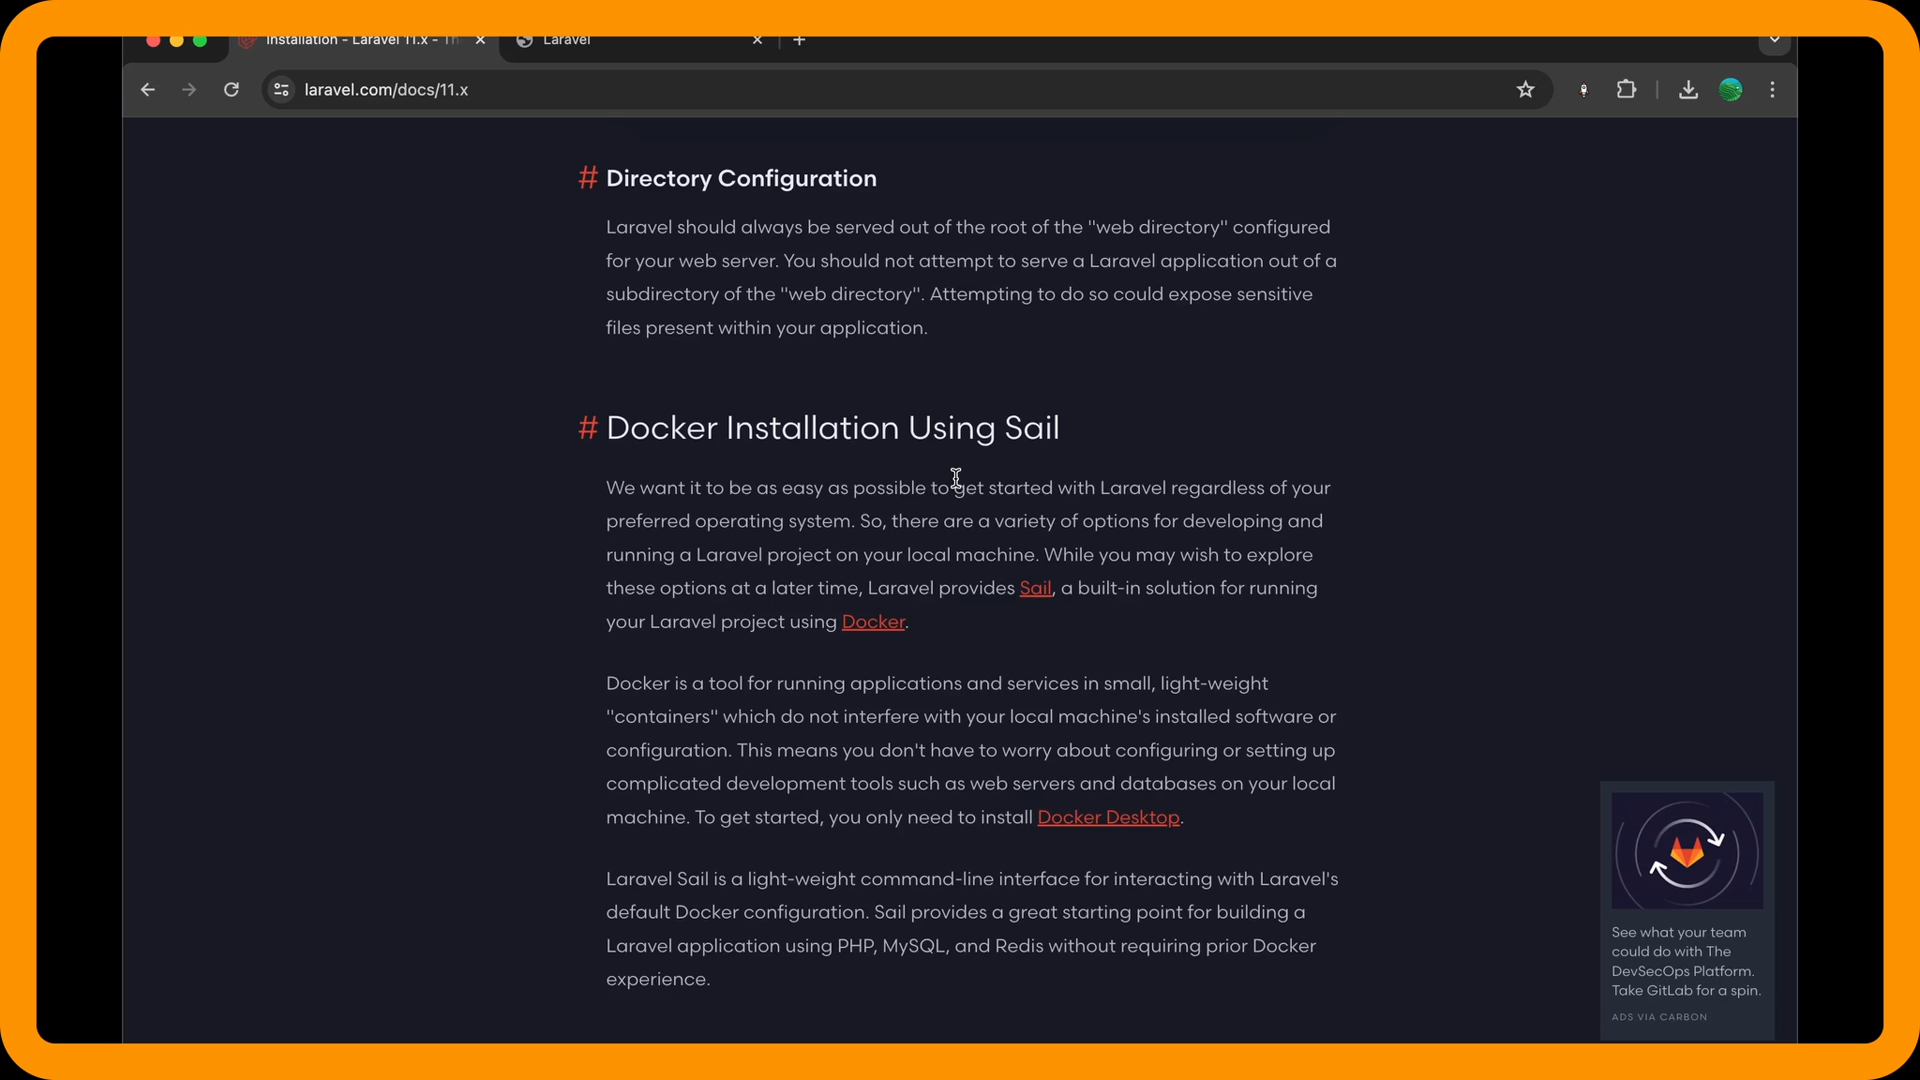 Installation - Laravel 11.x - Th
Laravel
laravel.com/docs/11.x
# Directory Configuration
Laravel should always be served out of the root of the "web directory" configured
for your web server. You should not attempt to serve a Laravel application out of a
subdirectory of the "web directory". Attempting to do so could expose sensitive
files present within your application.
# Docker Installation Using Sail
We want it to be as easy as possible to get started with Laravel regardless of your
preferred operating system. So, there are a variety of options for developing and
running a Laravel project on your local machine. While you may wish to explore
these options at a later time, Laravel provides Sail, a built-in solution for running
your Laravel project using Docker.
Docker is a tool for running applications and services in small, light-weight
"containers" which do not interfere with your local machine's installed software or
configuration. This means you don't have to worry about configuring or setting up
complicated development tools such as web servers and databases on your local
machine. To get started, you only need to install Docker Desktop.
Laravel Sail is a light-weight command-line interface for interacting with Laravel's
default Docker configuration. Sail provides a great starting point for building a
Laravel application using PHP, MySQL, and Redis without requiring prior Docker
experience.
See what your team
could do with The
DevSecOps Platform.
Take GitLab for a spin.
ADS VIA CARBON